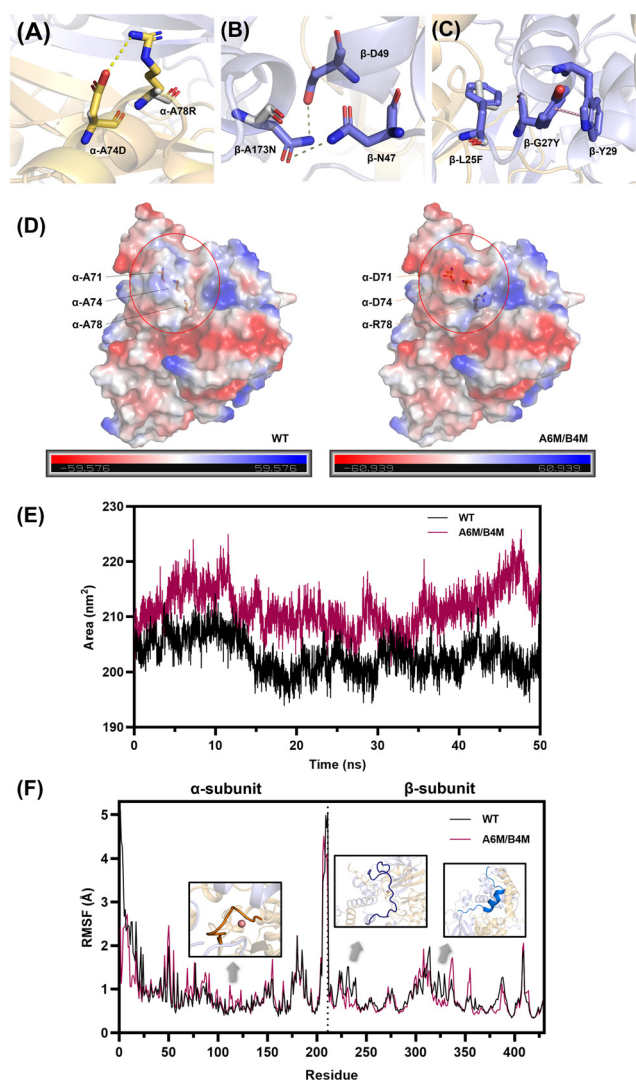 (A)
α-A78R
α-A74D
(B)
β-D49
β-A173N
β-N47
(C)
β-L25F
β-G27Y
β-Y29
(D)
α-A71
α-A74
α-A78
WT
-59.576
59.576
α-D71
α-D74
α-R78
A6M/B4M
-60.939
60.939
(E)
WT
A6M/B4M
Area (nm²)
230
220
210
200
190
0
10
20
30
40
50
Time (ns)
(F)
α-subunit
β-subunit
WT
A6M/B4M
RMSF (Å)
5
4
3
2
1
0
0
50
100
150
200
250
300
350
400
Residue